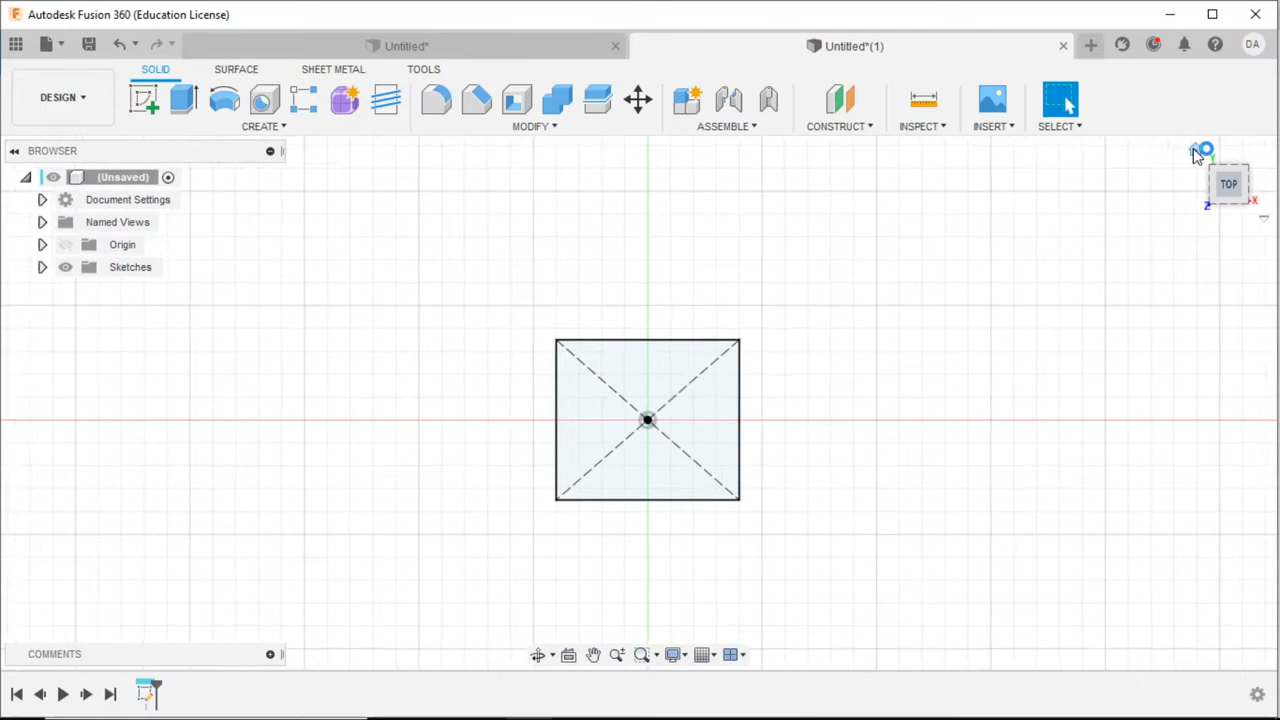 Autodesk Fusion 360 (Education License)
Untitled*
Untitled*(1)
DA
DESIGN
SOLID
SURFACE
SHEET METAL
TOOLS
CREATE
MODIFY
ASSEMBLE
CONSTRUCT
INSPECT
INSERT
SELECT
BROWSER
(Unsaved)
Document Settings
Named Views
Origin
Sketches
Y
TOP
X
Z
COMMENTS